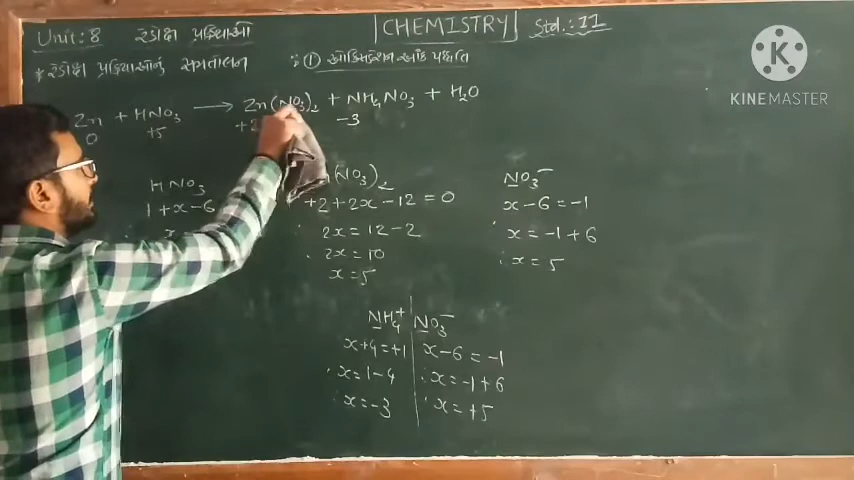 Unit: 8 રેડોક્ષ પ્રક્રિયાઓ CHEMISTRY Std.: 11
* રેડોક્ષ પ્રક્રિયાઓનું સમતોલન : ① ઓક્સિડેશન આંક પદ્ધતિ
Zn + HNO₃ → Zn(NO₃)₂ + NH₄NO₃ + H₂O
0 +5 +2 -3
HNO₃ (NO₃)₂ NO₃⁻
1+x-6 +2+2x-12=0 x-6=-1
∴ 2x=12-2 ∴ x=-1+6
∴ 2x=10 ∴ x=5
x=5
NH₄⁺ NO₃⁻
x+4=+1 x-6=-1
∴ x=1-4 ∴ x=-1+6
∴ x=-3 ∴ x=+5
K
KINEMASTER